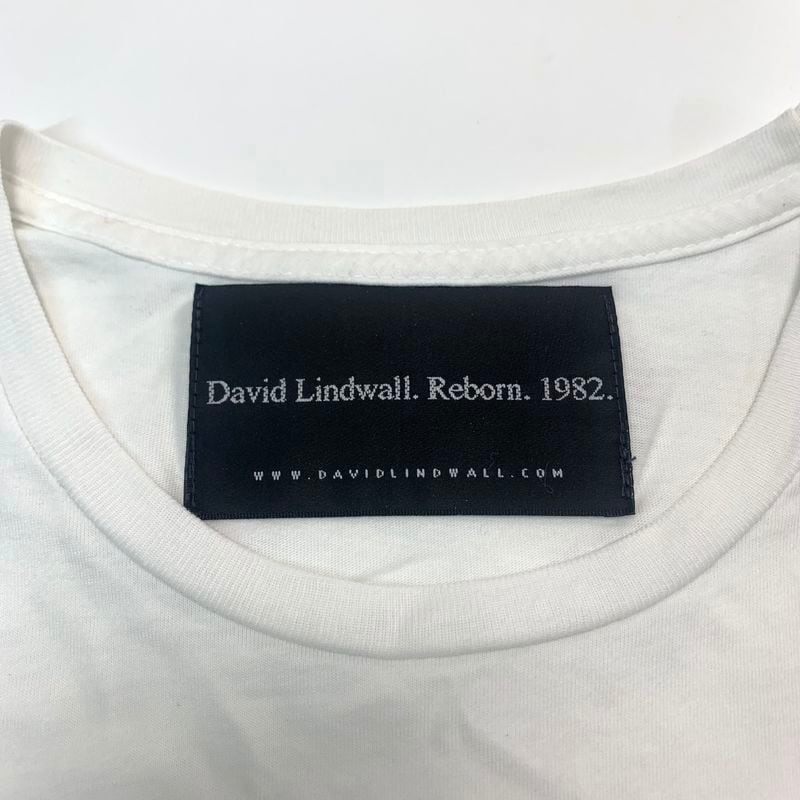 David Lindwall. Reborn. 1982.
WWW.DAVIDLINDWALL.COM